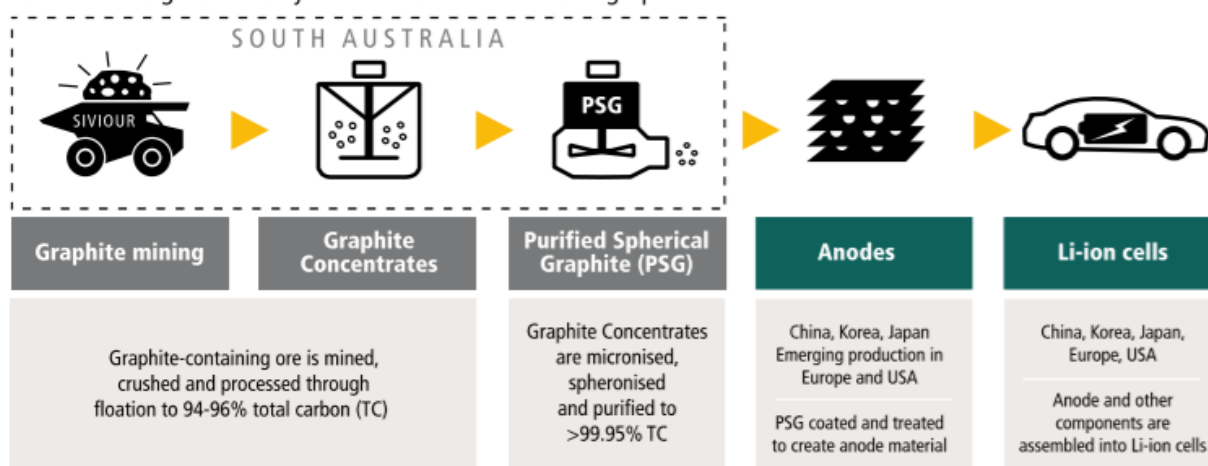 SOUTH AUSTRALIA
SIVIOUR
PSG
Graphite mining
Graphite
Concentrates
Purified Spherical
Graphite (PSG)
Anodes
Li-ion cells
Graphite-containing ore is mined,
crushed and processed through
floation to 94-96% total carbon (TC)
Graphite Concentrates
are micronised,
spheronised
and purified to
>99.95% TC
China, Korea, Japan
Emerging production in
Europe and USA
PSG coated and treated
to create anode material
China, Korea, Japan,
Europe, USA
Anode and other
components are
assembled into Li-ion cells